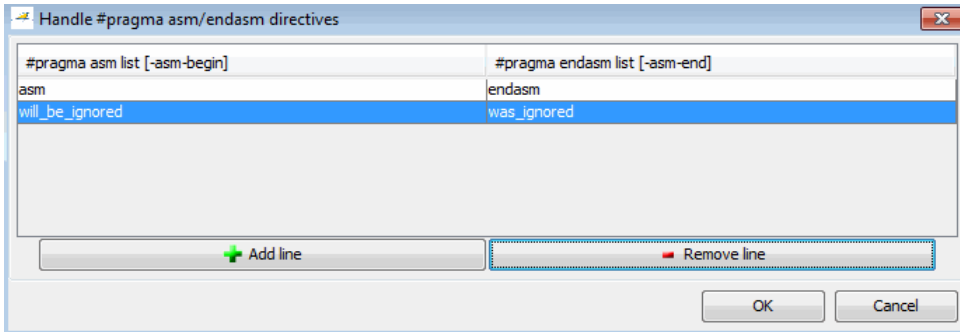 Handle #pragma asm/endasm directives
#pragma asm list [-asm-begin] #pragma endasm list [-asm-end]
asm endasm
will_be_ignored was_ignored
Add line Remove line
OK Cancel